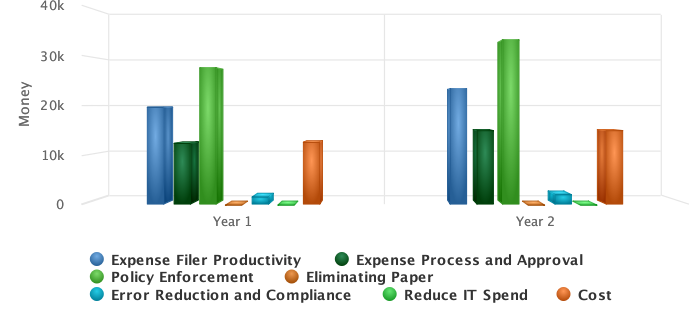 40k
30k
20k
10k
0
Money
Year 1 Year 2
Expense Filer Productivity Expense Process and Approval
Policy Enforcement Eliminating Paper
Error Reduction and Compliance Reduce IT Spend Cost